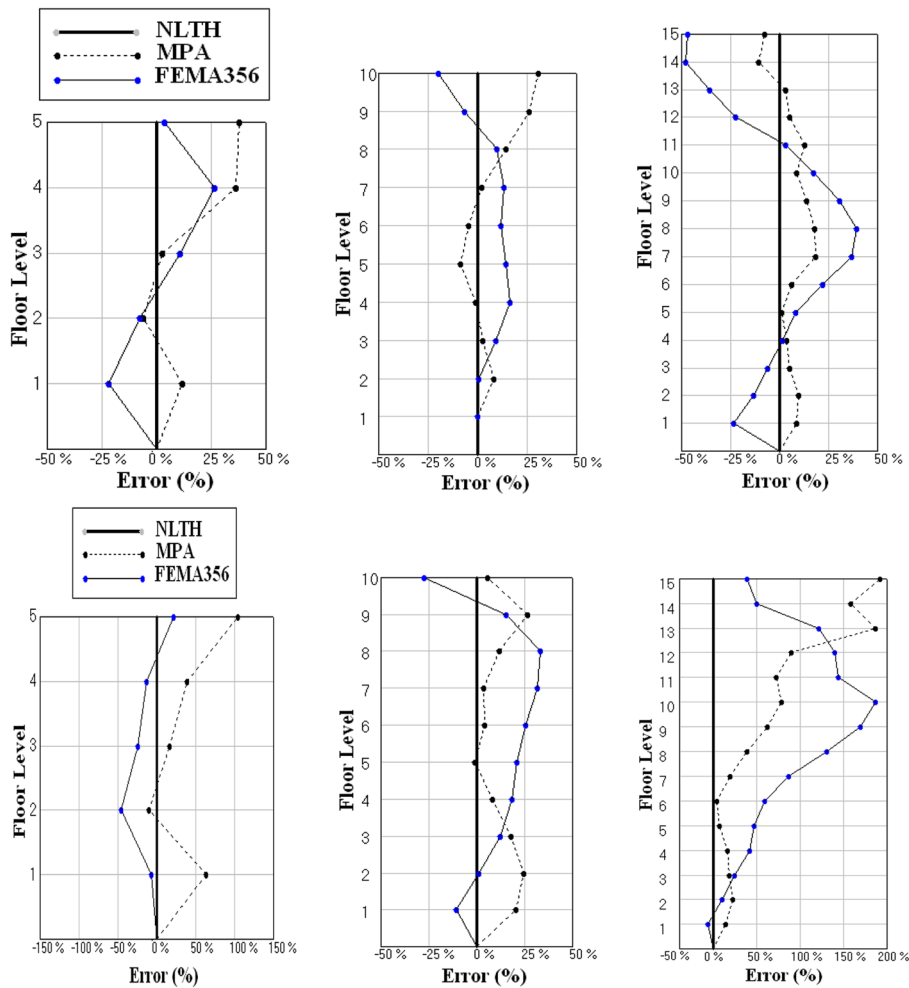 NLTH
MPA
FEMA356
5
4
3
2
1
Floor Level
-50 % 0 % 25 % 50 %
Error (%)
10
9
8
7
6
5
4
3
2
1
Floor Level
-50 % -25 % 0 % 25 % 50 %
Error (%)
15
14
13
12
11
10
9
8
7
6
5
4
3
2
1
Floor Level
-50 % -25 % 0 % 25 % 50 %
Error (%)
NLTH
MPA
FEMA356
5
4
3
2
1
Floor Level
-150 % -100 % -50 % 0 % 50 % 100 % 150 %
Error (%)
10
9
8
7
6
5
4
3
2
1
Floor Level
-50 % -25 % 0 % 25 % 50 %
Error (%)
15
14
13
12
11
10
9
8
7
6
5
4
3
2
1
Floor Level
-50 % 0 % 50 % 100 % 150 % 200 %
Error (%)